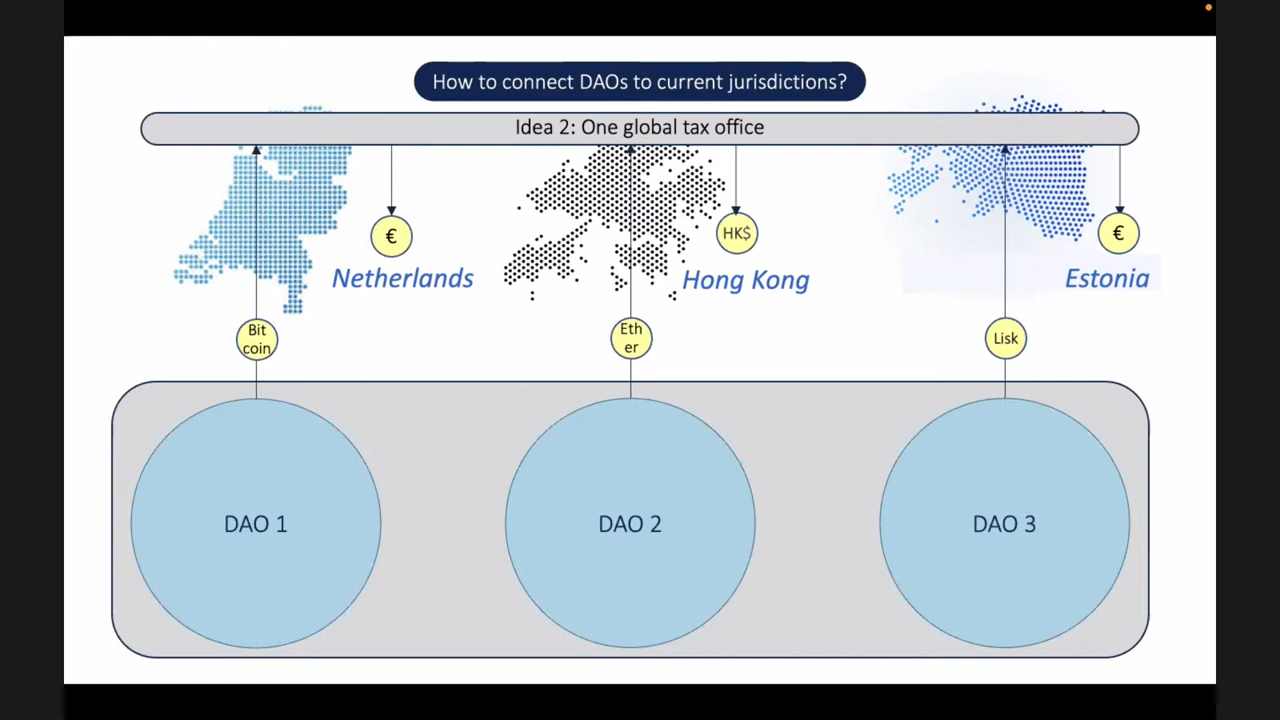 How to connect DAOs to current jurisdictions?
Idea 2: One global tax office
€
HK$
€
Netherlands
Hong Kong
Estonia
Bit
coin
Eth
er
Lisk
DAO 1
DAO 2
DAO 3